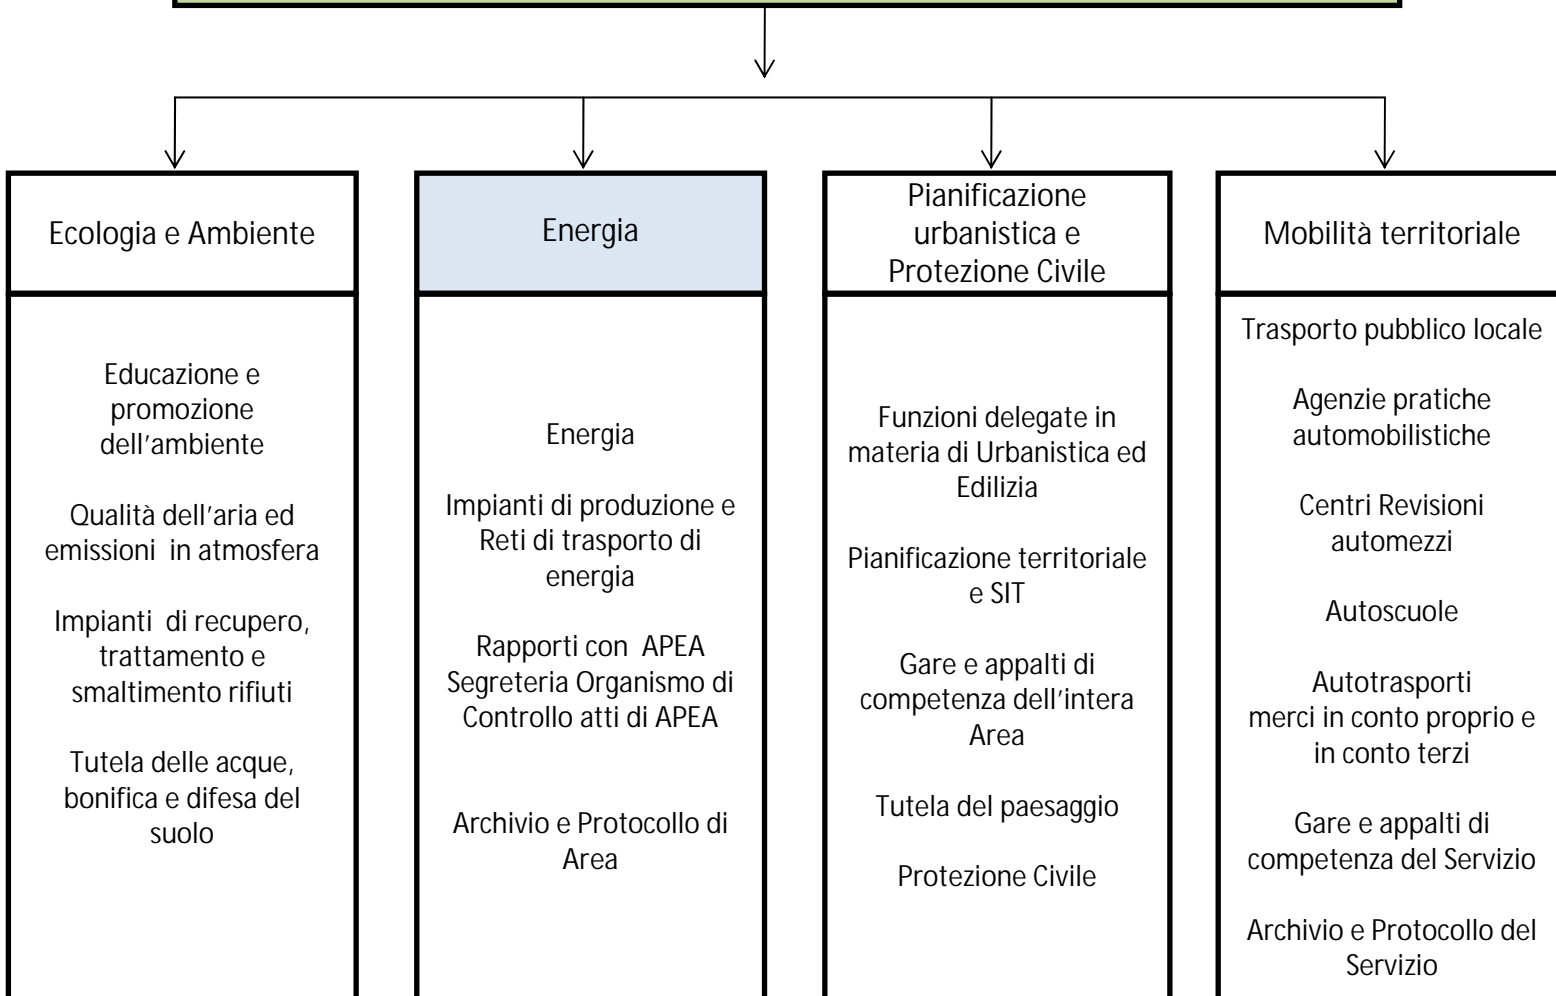 Ecologia e Ambiente
Educazione e
promozione
dell'ambiente
Qualità dell'aria ed
emissioni in atmosfera
Impianti di recupero,
trattamento e
smaltimento rifiuti
Tutela delle acque,
bonifica e difesa del
suolo
Energia
Energia
Impianti di produzione e
Reti di trasporto di
energia
Rapporti con APEA
Segreteria Organismo di
Controllo atti di APEA
Archivio e Protocollo di
Area
Pianificazione
urbanistica e
Protezione Civile
Funzioni delegate in
materia di Urbanistica ed
Edilizia
Pianificazione territoriale
e SIT
Gare e appalti di
competenza dell'intera
Area
Tutela del paesaggio
Protezione Civile
Mobilità territoriale
Trasporto pubblico locale
Agenzie pratiche
automobilistiche
Centri Revisioni
automezzi
Autoscuole
Autotrasporti
merci in conto proprio e
in conto terzi
Gare e appalti di
competenza del Servizio
Archivio e Protocollo del
Servizio